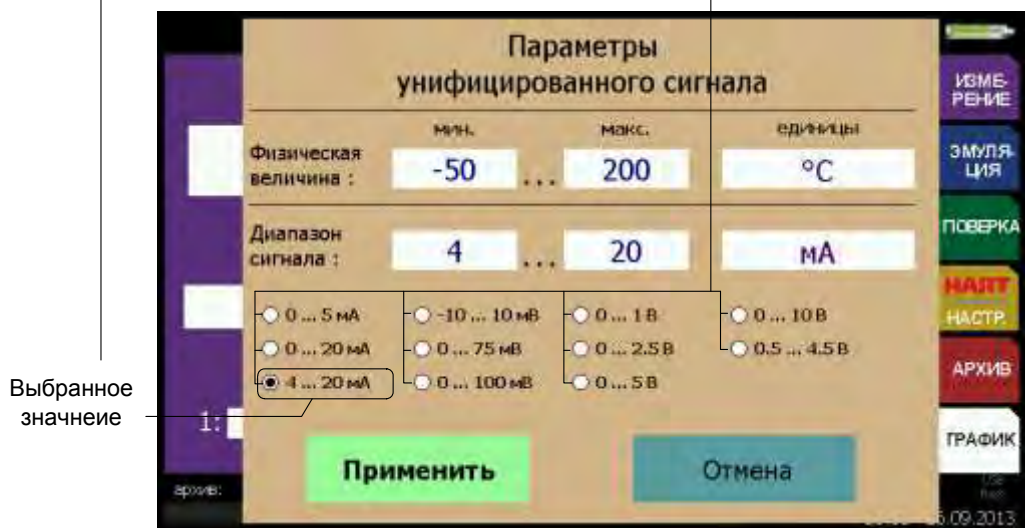 Параметры
унифицированного сигнала
мин. макс. единицы
Физическая
величина : -50 ... 200 °C
Диапазон
сигнала : 4 ... 20 мА
0 ... 5 мА -10 ... 10 мВ 0 ... 1 В 0 ... 10 В
0 ... 20 мА 0 ... 75 мВ 0 ... 2.5 В 0.5 ... 4.5 В
4 ... 20 мА 0 ... 100 мВ 0 ... 5 В
Применить Отмена
Выбранное
значнеие
1:
архив:
ИЗМЕ-
РЕНИЕ
ЭМУЛЯ-
ЦИЯ
ПОВЕРКА
НАСТР.
АРХИВ
ГРАФИК
.09.2013